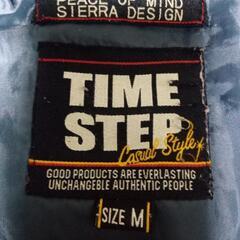 PEACE OF MIND
SIERRA DESIGN
TIME
STEP
Casual Style
GOOD PRODUCTS ARE EVERLASTING
UNCHANGEBLE AUTHENTIC PEOPLE
SIZE M